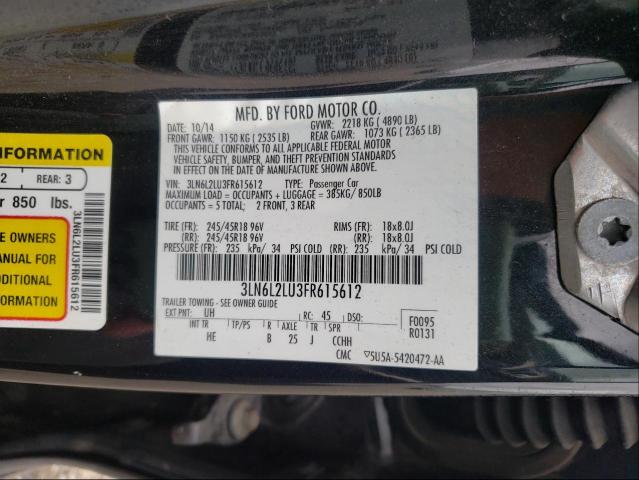 MFD. BY FORD MOTOR CO.
DATE: 10/14 GVWR: 2218 KG ( 4890 LB)
FRONT GAWR: 1150 KG ( 2535 LB) REAR GAWR: 1073 KG ( 2365 LB)
THIS VEHICLE CONFORMS TO ALL APPLICABLE FEDERAL MOTOR
VEHICLE SAFETY, BUMPER, AND THEFT PREVENTION STANDARDS
IN EFFECT ON THE DATE OF MANUFACTURE SHOWN ABOVE.
VIN: 3LN6L2LU3FR615612 TYPE: Passenger Car
MAXIMUM LOAD = OCCUPANTS + LUGGAGE = 385KG/ 850LB
OCCUPANTS = 5 TOTAL; 2 FRONT, 3 REAR
TIRE (FR): 245/45R18 96V RIMS (FR): 18x8.0J
(RR): 245/45R18 96V (RR): 18x8.0J
PRESSURE (FR): 235 kPa/ 34 PSI COLD (RR): 235 kPa/ 34 PSI COLD
3LN6L2LU3FR615612
TRAILER TOWING - SEE OWNER GUIDE
EXT PNT: UH RC: 45 DSO:
INT TR TP/PS R AXLE TR SPR
HE B 25 J CCHH
F0095
R0131
CMC 5U5A-5420472-AA
INFORMATION
2 REAR: 3
r 850 lbs.
E OWNERS
ANUAL FOR
DDITIONAL
FORMATION
3LN6L2LU3FR615612